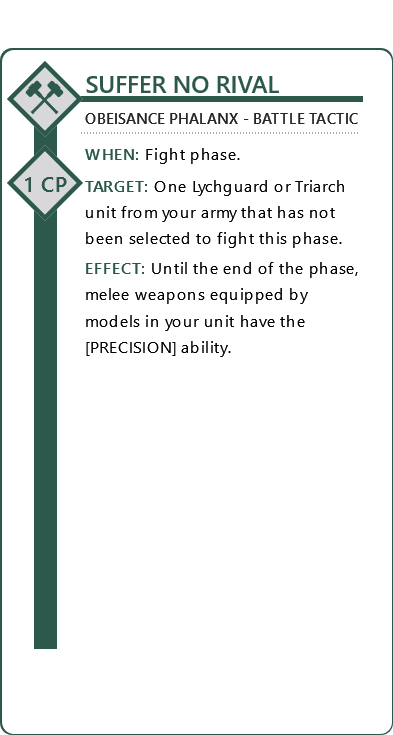 SUFFER NO RIVAL
OBEISANCE PHALANX - BATTLE TACTIC
WHEN: Fight phase.
1 CP
TARGET: One Lychguard or Triarch
unit from your army that has not
been selected to fight this phase.
EFFECT: Until the end of the phase,
melee weapons equipped by
models in your unit have the
[PRECISION] ability.